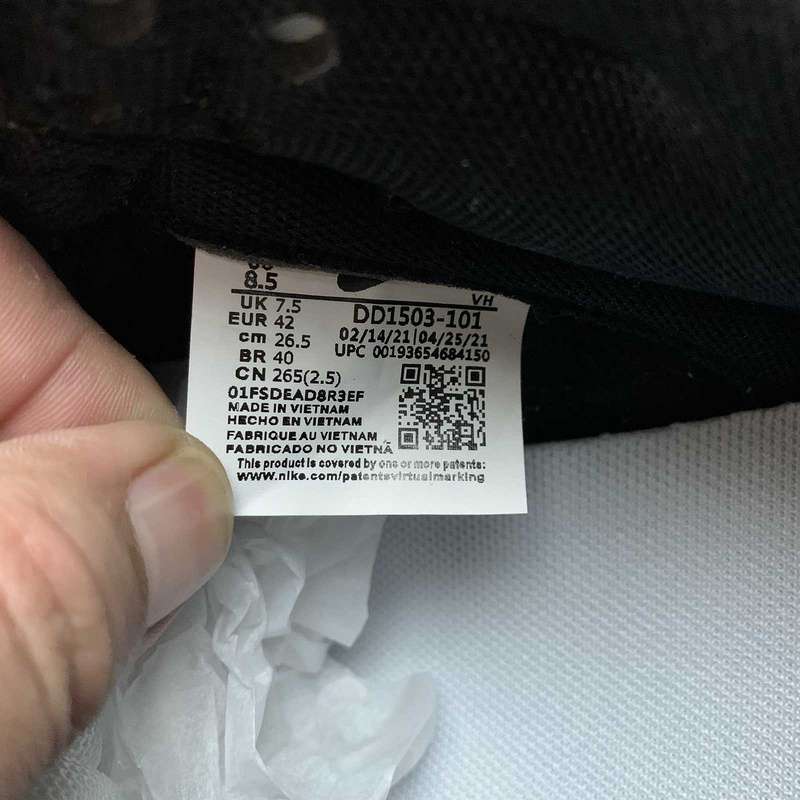 8.5
VH
UK 7.5
DD1503-101
EUR 42
02/14/21|04/25/21
cm 26.5
UPC 00193654684150
BR 40
CN 265(2.5)
01FSDEAD8R3EF
MADE IN VIETNAM
HECHO EN VIETNAM
FABRIQUE AU VIETNAM
FABRICADO NO VIETNÃ
This product is covered by one or more patents:
www.nike.com/patentsvirtualmarking